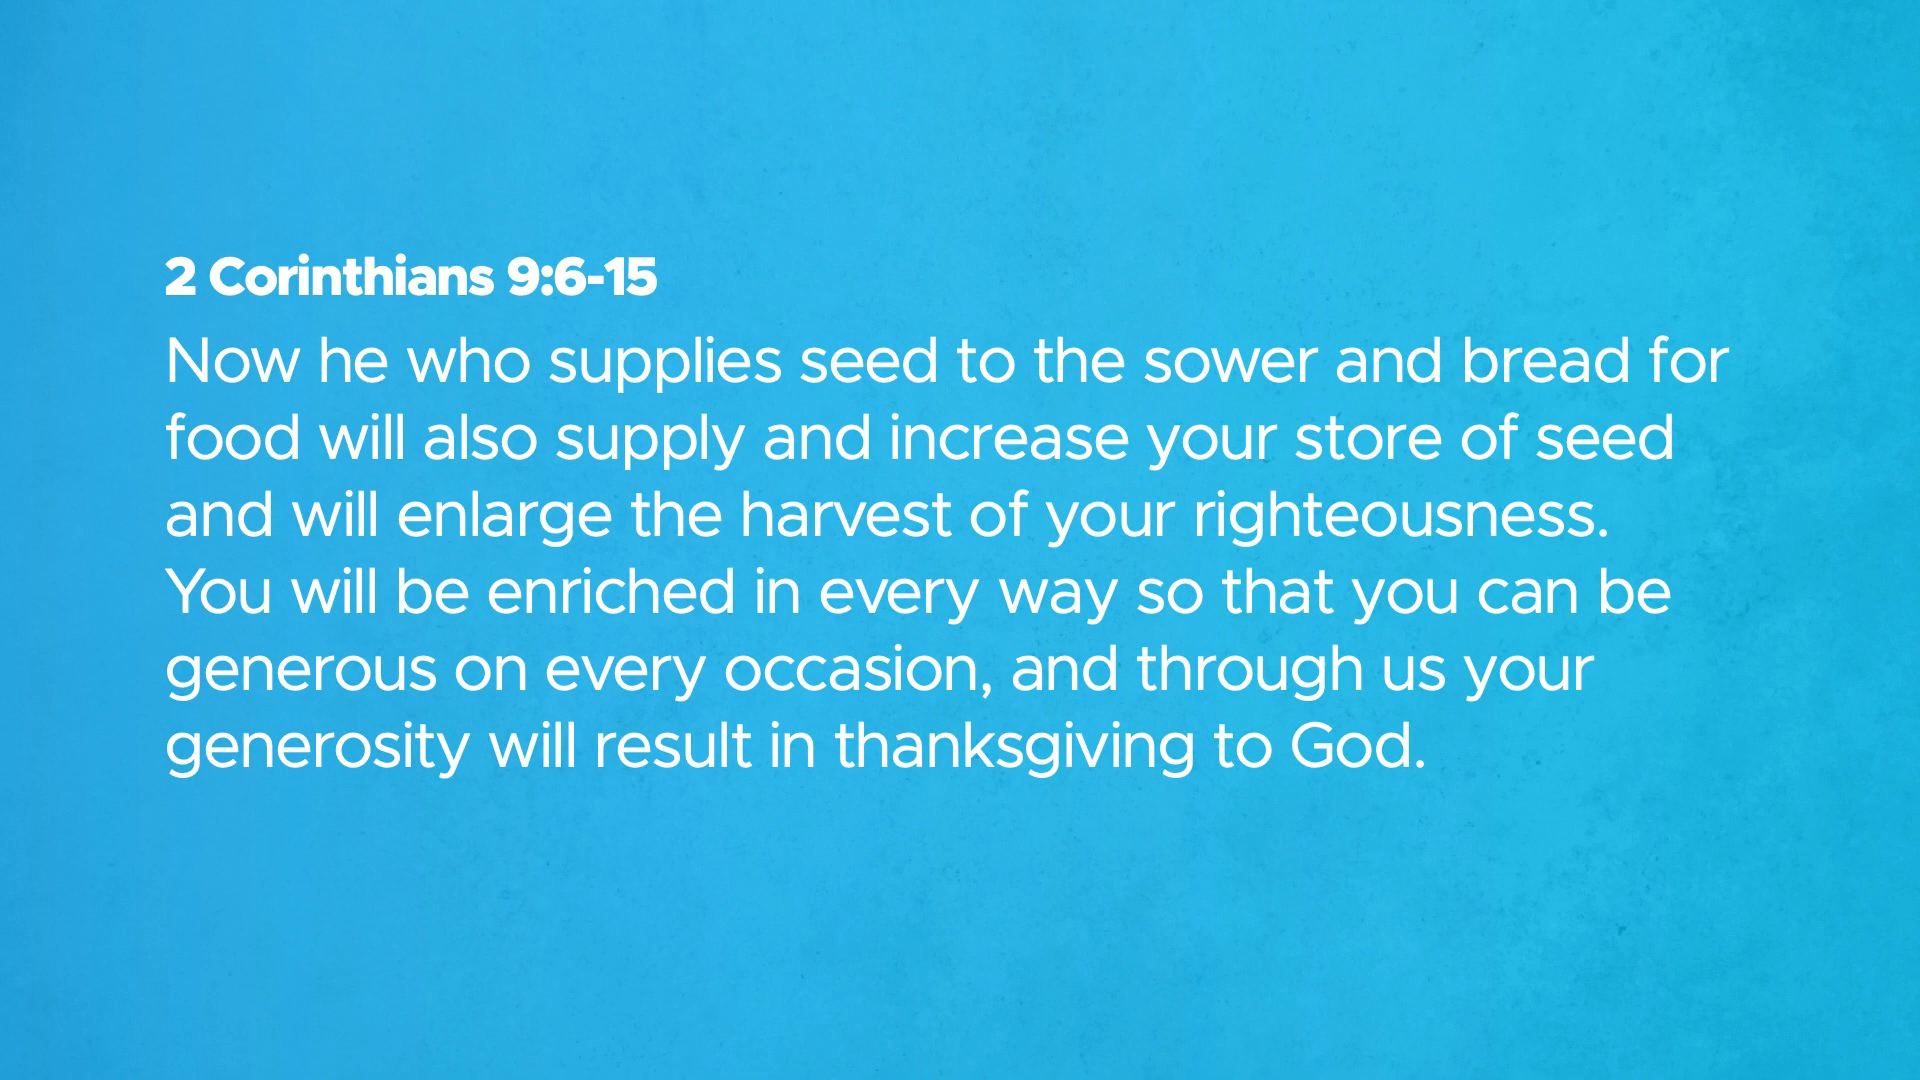 2 Corinthians 9:6-15
Now he who supplies seed to the sower and bread for
food will also supply and increase your store of seed
and will enlarge the harvest of your righteousness.
You will be enriched in every way so that you can be
generous on every occasion, and through us your
generosity will result in thanksgiving to God.